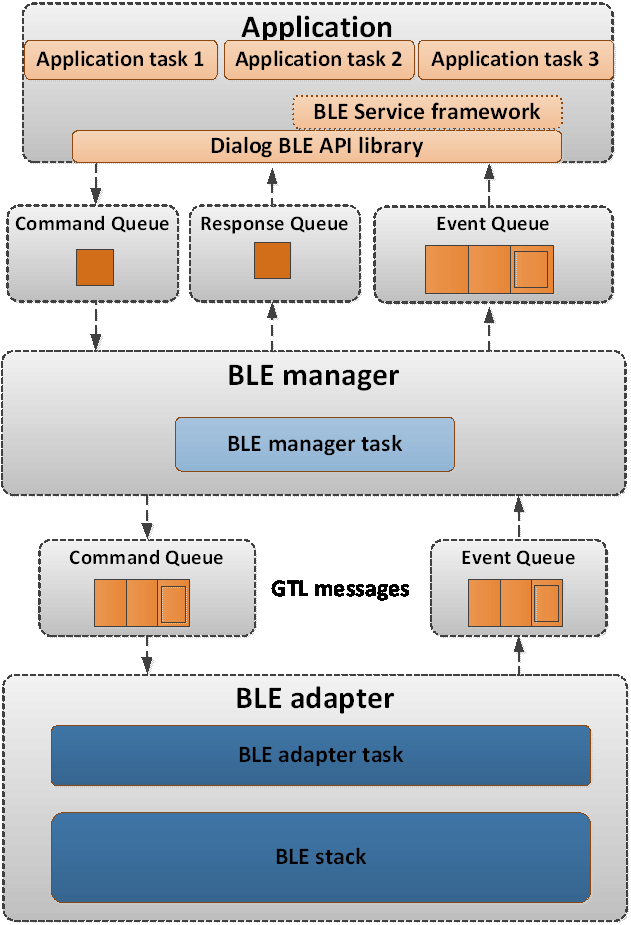 Application
Application task 1
Application task 2
Application task 3
BLE Service framework
Dialog BLE API library
Command Queue
Response Queue
Event Queue
BLE manager
BLE manager task
Command Queue
GTL messages
Event Queue
BLE adapter
BLE adapter task
BLE stack